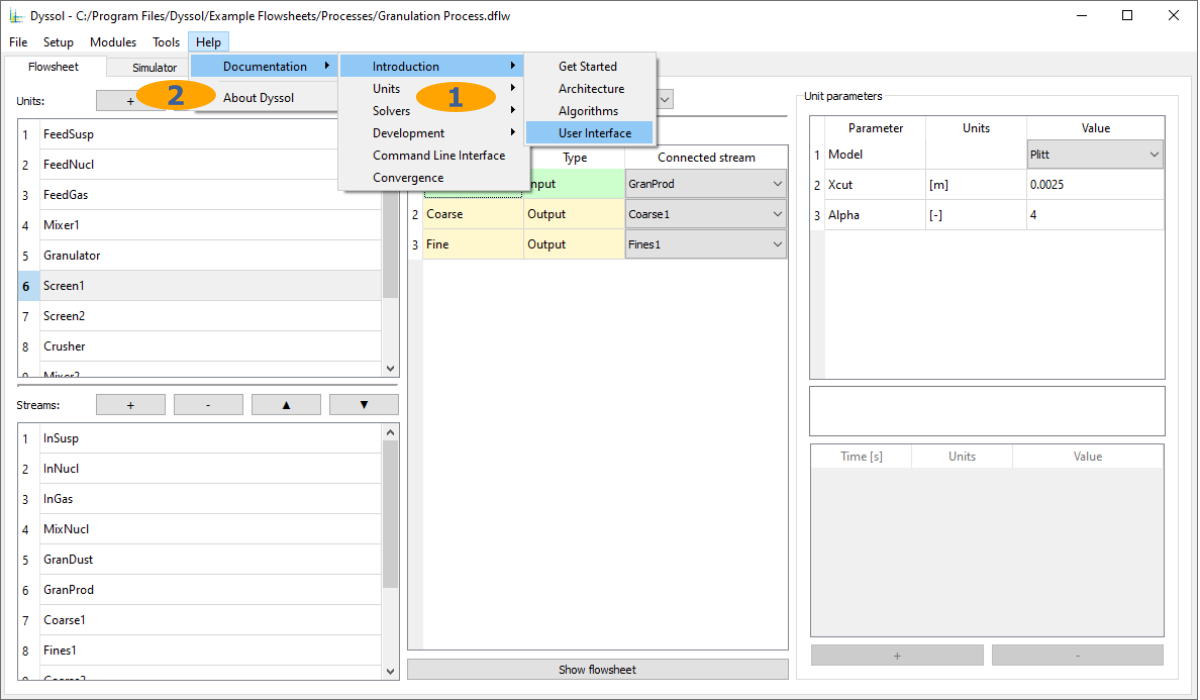 Dyssol - C:/Program Files/Dyssol/Example Flowsheets/Processes/Granulation Process.dflw
File Setup Modules Tools Help
Flowsheet Simulator
Documentation
About Dyssol
2
Introduction
Units
Solvers
Development
Command Line Interface
Convergence
1
Get Started
Architecture
Algorithms
User Interface
Units: +
1 FeedSusp
2 FeedNucl
3 FeedGas
4 Mixer1
5 Granulator
6 Screen1
7 Screen2
8 Crusher
Streams: + - ▲ ▼
1 InSusp
2 InNucl
3 InGas
4 MixNucl
5 GranDust
6 GranProd
7 Coarse1
8 Fines1
Type Connected stream
Input GranProd
2 Coarse Output Coarse1
3 Fine Output Fines1
Show flowsheet
Unit parameters
Parameter Units Value
1 Model Plitt
2 Xcut [m] 0.0025
3 Alpha [-] 4
Time [s] Units Value
+ -